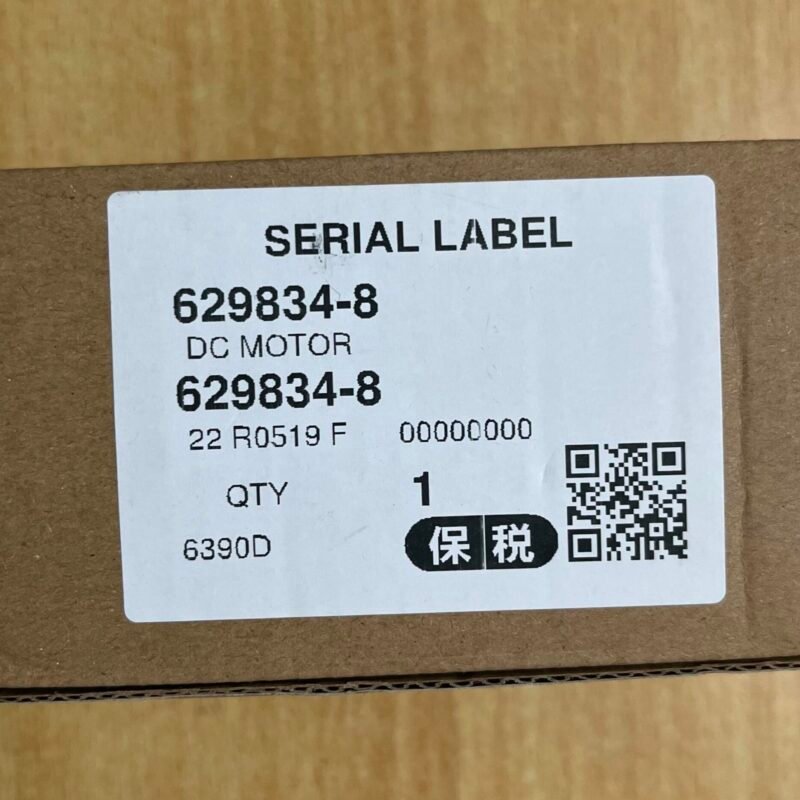 SERIAL LABEL
629834-8
DC MOTOR
629834-8
22 R0519 F 00000000
QTY 1
6390D 保税